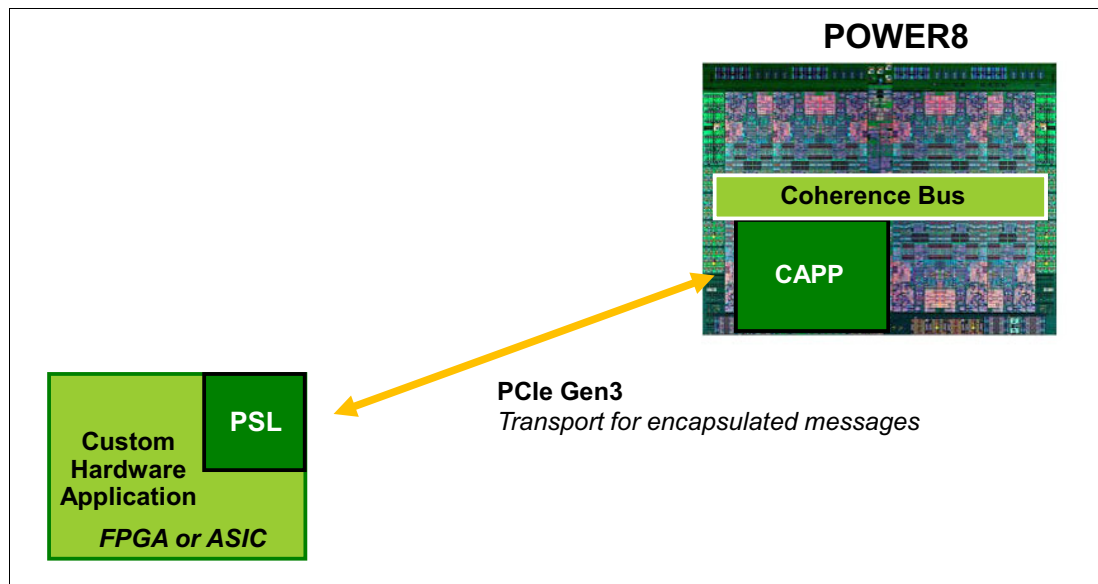 POWER8
Coherence Bus
CAPP
PCIe Gen3
Transport for encapsulated messages
PSL
Custom
Hardware
Application
FPGA or ASIC